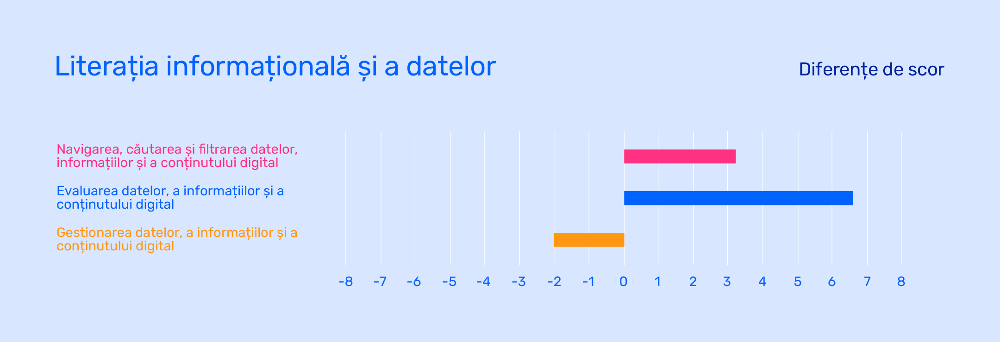 Literația informațională și a datelor
Diferențe de scor
Navigarea, căutarea și filtrarea datelor,
informațiilor și a conținutului digital
Evaluarea datelor, a informațiilor și a
conținutului digital
Gestionarea datelor, a informațiilor și a
conținutului digital
-8 -7 -6 -5 -4 -3 -2 -1 0 1 2 3 4 5 6 7 8